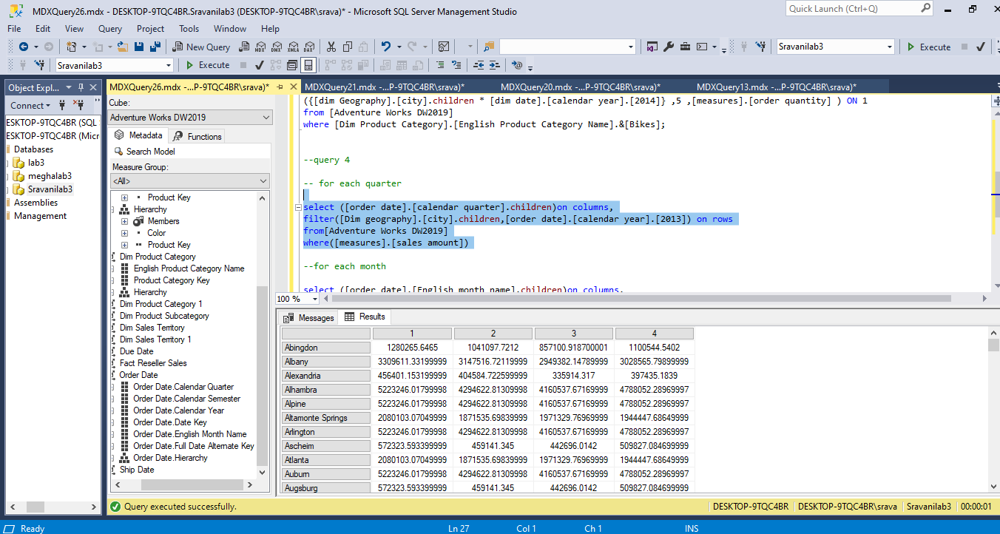 MDXQuery26.mdx - DESKTOP-9TQC4BR.Sravanilab3 (DESKTOP-9TQC4BR\srava)* - Microsoft SQL Server Management Studio
Quick Launch (Ctrl+Q)
File Edit View Query Project Tools Window Help
New Query MDX DMX XMLA DAX Sravanilab3 Execute
Sravanilab3 Execute
Object Expl... MDXQuery26.mdx -...P-9TQC4BR\srava)* MDXQuery21.mdx -...P-9TQC4BR\srava)* MDXQuery20.mdx -...P-9TQC4BR\srava)* MDXQuery13.mdx -...P-9TQC4BR\srava)*
Connect
ESKTOP-9TQC4BR (SQL
ESKTOP-9TQC4BR (Micr
Databases
lab3
meghalab3
Sravanilab3
Assemblies
Management
Cube:
Adventure Works DW2019
Metadata Functions
Search Model
Measure Group:
<All>
Product Key
Hierarchy
Members
Color
Product Key
Dim Product Category
English Product Category Name
Product Category Key
Hierarchy
Dim Product Category 1
Dim Product Subcategory
Dim Sales Territory
Dim Sales Territory 1
Due Date
Fact Reseller Sales
Order Date
Order Date.Calendar Quarter
Order Date.Calendar Semester
Order Date.Calendar Year
Order Date.Date Key
Order Date.English Month Name
Order Date.Full Date Alternate Key
Order Date.Hierarchy
Ship Date
({[dim Geography].[city].children * [dim date].[calendar year].[2014]} ,5 ,[measures].[order quantity] ) ON 1
from [Adventure Works DW2019]
where [Dim Product Category].[English Product Category Name].&[Bikes];
--query 4
-- for each quarter
select ([order date].[calendar quarter].children)on columns,
filter([Dim geography].[city].children,[order date].[calendar year].[2013]) on rows
from[Adventure Works DW2019]
where([measures].[sales amount])
--for each month
select ([order date].[English month name].children)on columns,
100 %
Messages Results
1 2 3 4
Abingdon 1280265.6465 1041097.7212 857100.918700001 1100544.5402
Albany 3309611.33199999 3147516.72119999 2949382.14789999 3028565.79899999
Alexandria 456401.153199999 404584.722599999 335914.317 397435.1839
Alhambra 5223246.01799998 4294622.81309998 4160537.67169999 4788052.28969997
Alpine 5223246.01799998 4294622.81309998 4160537.67169999 4788052.28969997
Altamonte Springs 2080103.07049999 1871535.69839999 1971329.76969999 1944447.68649999
Arlington 5223246.01799998 4294622.81309998 4160537.67169999 4788052.28969997
Ascheim 572323.593399999 459141.345 442696.0142 509827.084699999
Atlanta 2080103.07049999 1871535.69839999 1971329.76969999 1944447.68649999
Auburn 5223246.01799998 4294622.81309998 4160537.67169999 4788052.28969997
Augsburg 572323.593399999 459141.345 442696.0142 509827.084699999
Query executed successfully. DESKTOP-9TQC4BR DESKTOP-9TQC4BR\srava Sravanilab3 00:00:01
Ready Ln 27 Col 1 Ch 1 INS